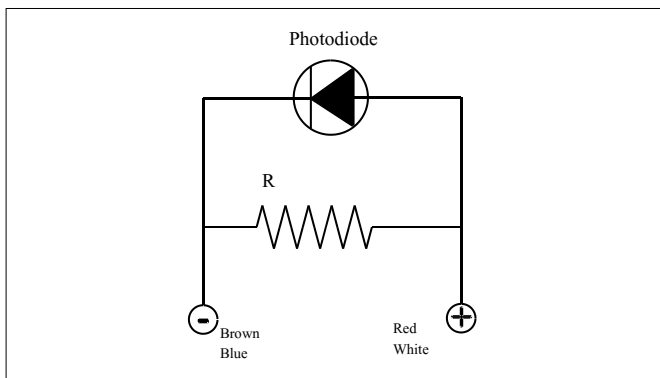 Photodiode
R
-
Brown
Blue
+
Red
White